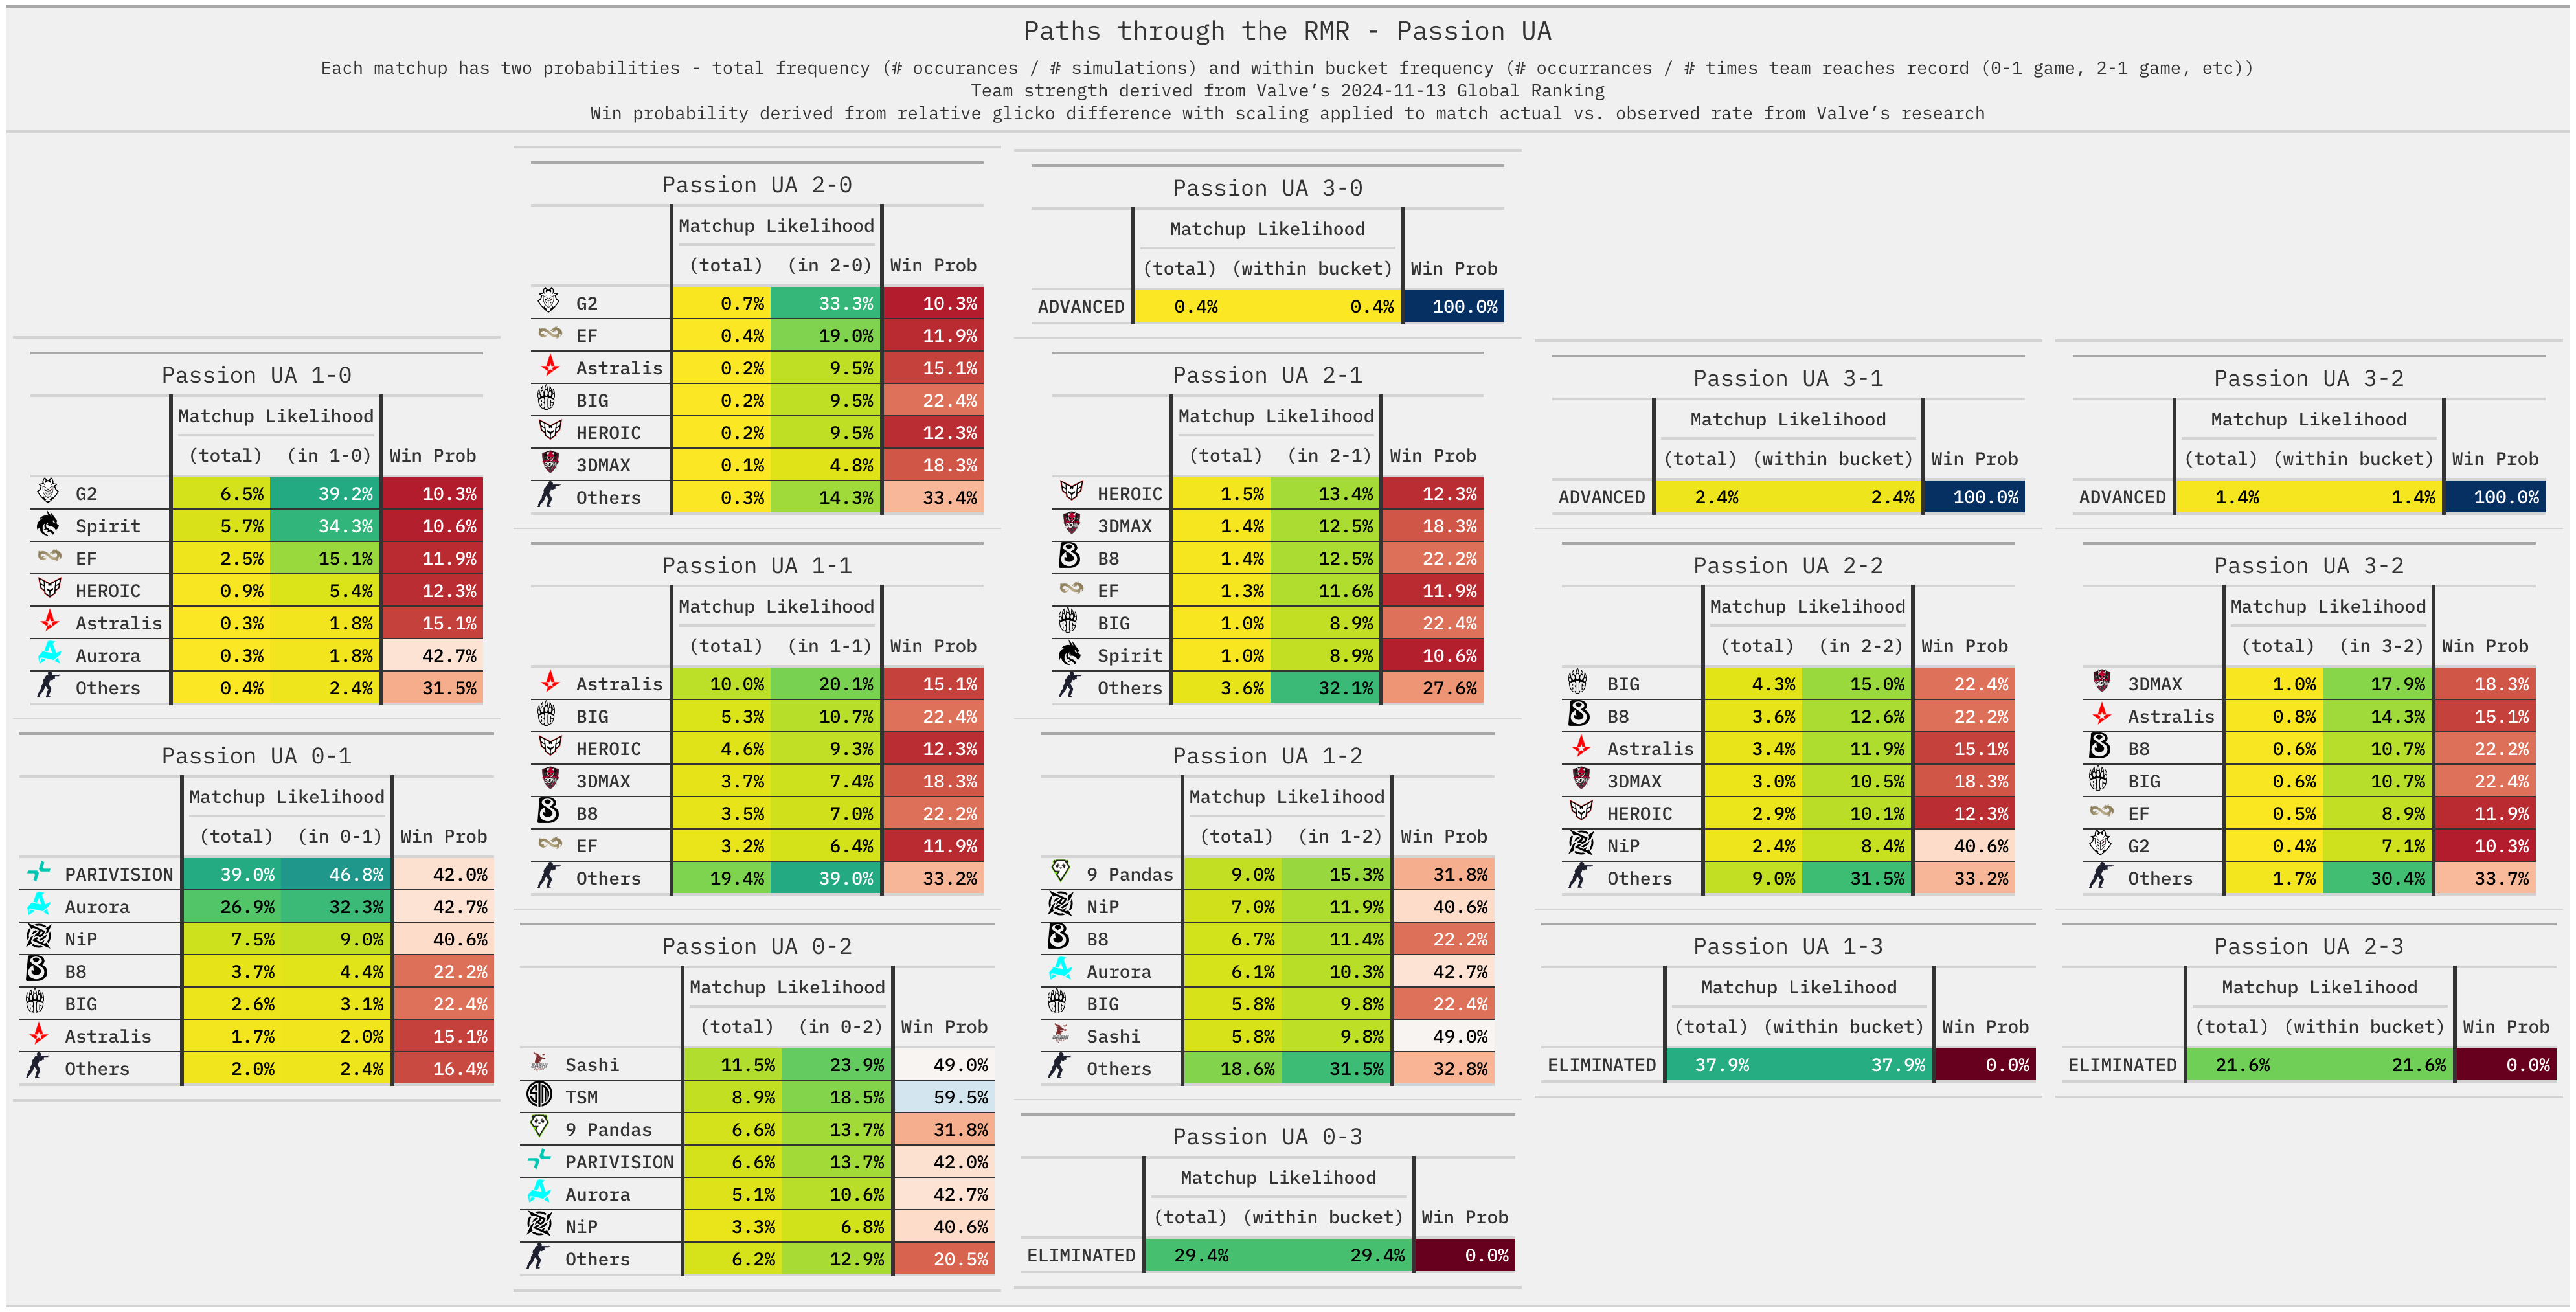 Paths through the RMR - Passion UA
Each matchup has two probabilities - total frequency (# occurances / # simulations) and within bucket frequency (# occurrances / # times team reaches record (0-1 game, 2-1 game, etc))
Team strength derived from Valve's 2024-11-13 Global Ranking
Win probability derived from relative glicko difference with scaling applied to match actual vs. observed rate from Valve's research
Passion UA 1-0
Matchup Likelihood
(total) (in 1-0) Win Prob
G2 6.5% 39.2% 10.3%
Spirit 5.7% 34.3% 10.6%
EF 2.5% 15.1% 11.9%
HEROIC 0.9% 5.4% 12.3%
Astralis 0.3% 1.8% 15.1%
Aurora 0.3% 1.8% 42.7%
Others 0.4% 2.4% 31.5%
Passion UA 0-1
Matchup Likelihood
(total) (in 0-1) Win Prob
PARIVISION 39.0% 46.8% 42.0%
Aurora 26.9% 32.3% 42.7%
NiP 7.5% 9.0% 40.6%
B8 3.7% 4.4% 22.2%
BIG 2.6% 3.1% 22.4%
Astralis 1.7% 2.0% 15.1%
Others 2.0% 2.4% 16.4%
Passion UA 2-0
Matchup Likelihood
(total) (in 2-0) Win Prob
G2 0.7% 33.3% 10.3%
EF 0.4% 19.0% 11.9%
Astralis 0.2% 9.5% 15.1%
BIG 0.2% 9.5% 22.4%
HEROIC 0.2% 9.5% 12.3%
3DMAX 0.1% 4.8% 18.3%
Others 0.3% 14.3% 33.4%
Passion UA 1-1
Matchup Likelihood
(total) (in 1-1) Win Prob
Astralis 10.0% 20.1% 15.1%
BIG 5.3% 10.7% 22.4%
HEROIC 4.6% 9.3% 12.3%
3DMAX 3.7% 7.4% 18.3%
B8 3.5% 7.0% 22.2%
EF 3.2% 6.4% 11.9%
Others 19.4% 39.0% 33.2%
Passion UA 0-2
Matchup Likelihood
(total) (in 0-2) Win Prob
Sashi 11.5% 23.9% 49.0%
TSM 8.9% 18.5% 59.5%
9 Pandas 6.6% 13.7% 31.8%
PARIVISION 6.6% 13.7% 42.0%
Aurora 5.1% 10.6% 42.7%
NiP 3.3% 6.8% 40.6%
Others 6.2% 12.9% 20.5%
Passion UA 3-0
Matchup Likelihood
(total) (within bucket) Win Prob
ADVANCED 0.4% 0.4% 100.0%
Passion UA 2-1
Matchup Likelihood
(total) (in 2-1) Win Prob
HEROIC 1.5% 13.4% 12.3%
3DMAX 1.4% 12.5% 18.3%
B8 1.4% 12.5% 22.2%
EF 1.3% 11.6% 11.9%
BIG 1.0% 8.9% 22.4%
Spirit 1.0% 8.9% 10.6%
Others 3.6% 32.1% 27.6%
Passion UA 1-2
Matchup Likelihood
(total) (in 1-2) Win Prob
9 Pandas 9.0% 15.3% 31.8%
NiP 7.0% 11.9% 40.6%
B8 6.7% 11.4% 22.2%
Aurora 6.1% 10.3% 42.7%
BIG 5.8% 9.8% 22.4%
Sashi 5.8% 9.8% 49.0%
Others 18.6% 31.5% 32.8%
Passion UA 0-3
Matchup Likelihood
(total) (within bucket) Win Prob
ELIMINATED 29.4% 29.4% 0.0%
Passion UA 3-1
Matchup Likelihood
(total) (within bucket) Win Prob
ADVANCED 2.4% 2.4% 100.0%
Passion UA 2-2
Matchup Likelihood
(total) (in 2-2) Win Prob
BIG 4.3% 15.0% 22.4%
B8 3.6% 12.6% 22.2%
Astralis 3.4% 11.9% 15.1%
3DMAX 3.0% 10.5% 18.3%
HEROIC 2.9% 10.1% 12.3%
NiP 2.4% 8.4% 40.6%
Others 9.0% 31.5% 33.2%
Passion UA 1-3
Matchup Likelihood
(total) (within bucket) Win Prob
ELIMINATED 37.9% 37.9% 0.0%
Passion UA 3-2
Matchup Likelihood
(total) (within bucket) Win Prob
ADVANCED 1.4% 1.4% 100.0%
Passion UA 3-2
Matchup Likelihood
(total) (in 3-2) Win Prob
3DMAX 1.0% 17.9% 18.3%
Astralis 0.8% 14.3% 15.1%
B8 0.6% 10.7% 22.2%
BIG 0.6% 10.7% 22.4%
EF 0.5% 8.9% 11.9%
G2 0.4% 7.1% 10.3%
Others 1.7% 30.4% 33.7%
Passion UA 2-3
Matchup Likelihood
(total) (within bucket) Win Prob
ELIMINATED 21.6% 21.6% 0.0%